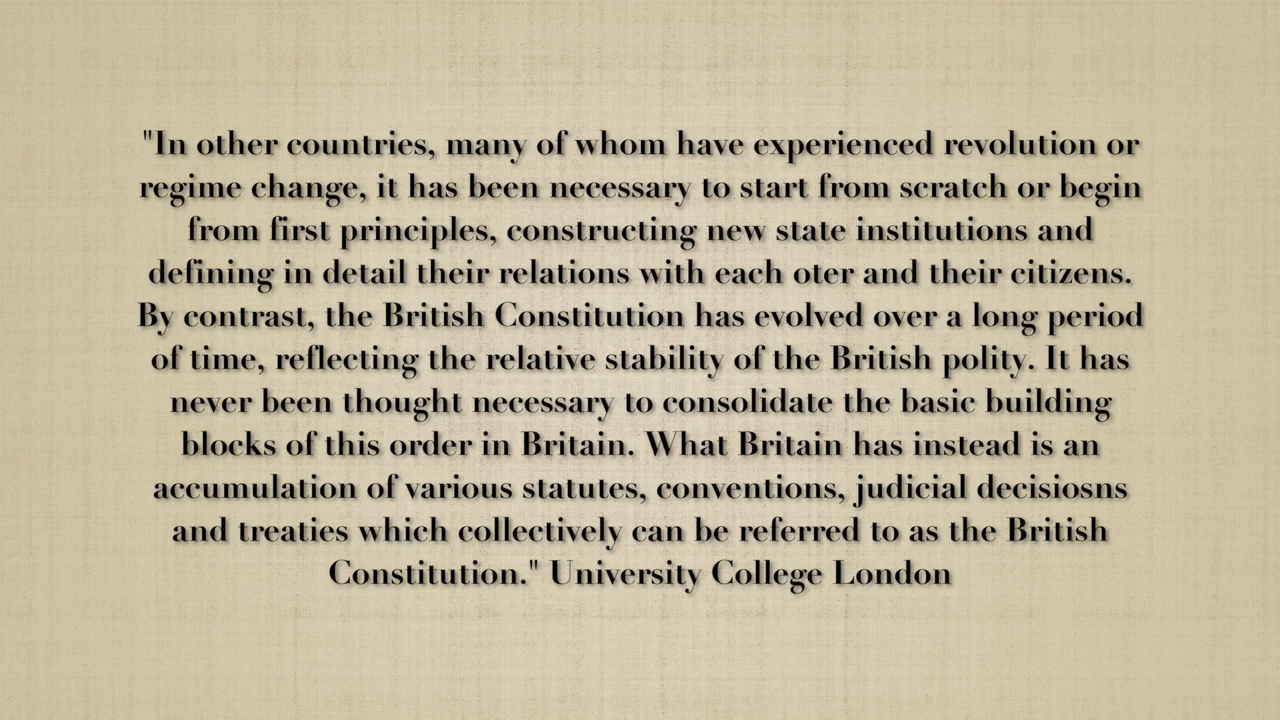 "In other countries, many of whom have experienced revolution or
regime change, it has been necessary to start from scratch or begin
from first principles, constructing new state institutions and
defining in detail their relations with each oter and their citizens.
By contrast, the British Constitution has evolved over a long period
of time, reflecting the relative stability of the British polity. It has
never been thought necessary to consolidate the basic building
blocks of this order in Britain. What Britain has instead is an
accumulation of various statutes, conventions, judicial decisiosns
and treaties which collectively can be referred to as the British
Constitution." University College London